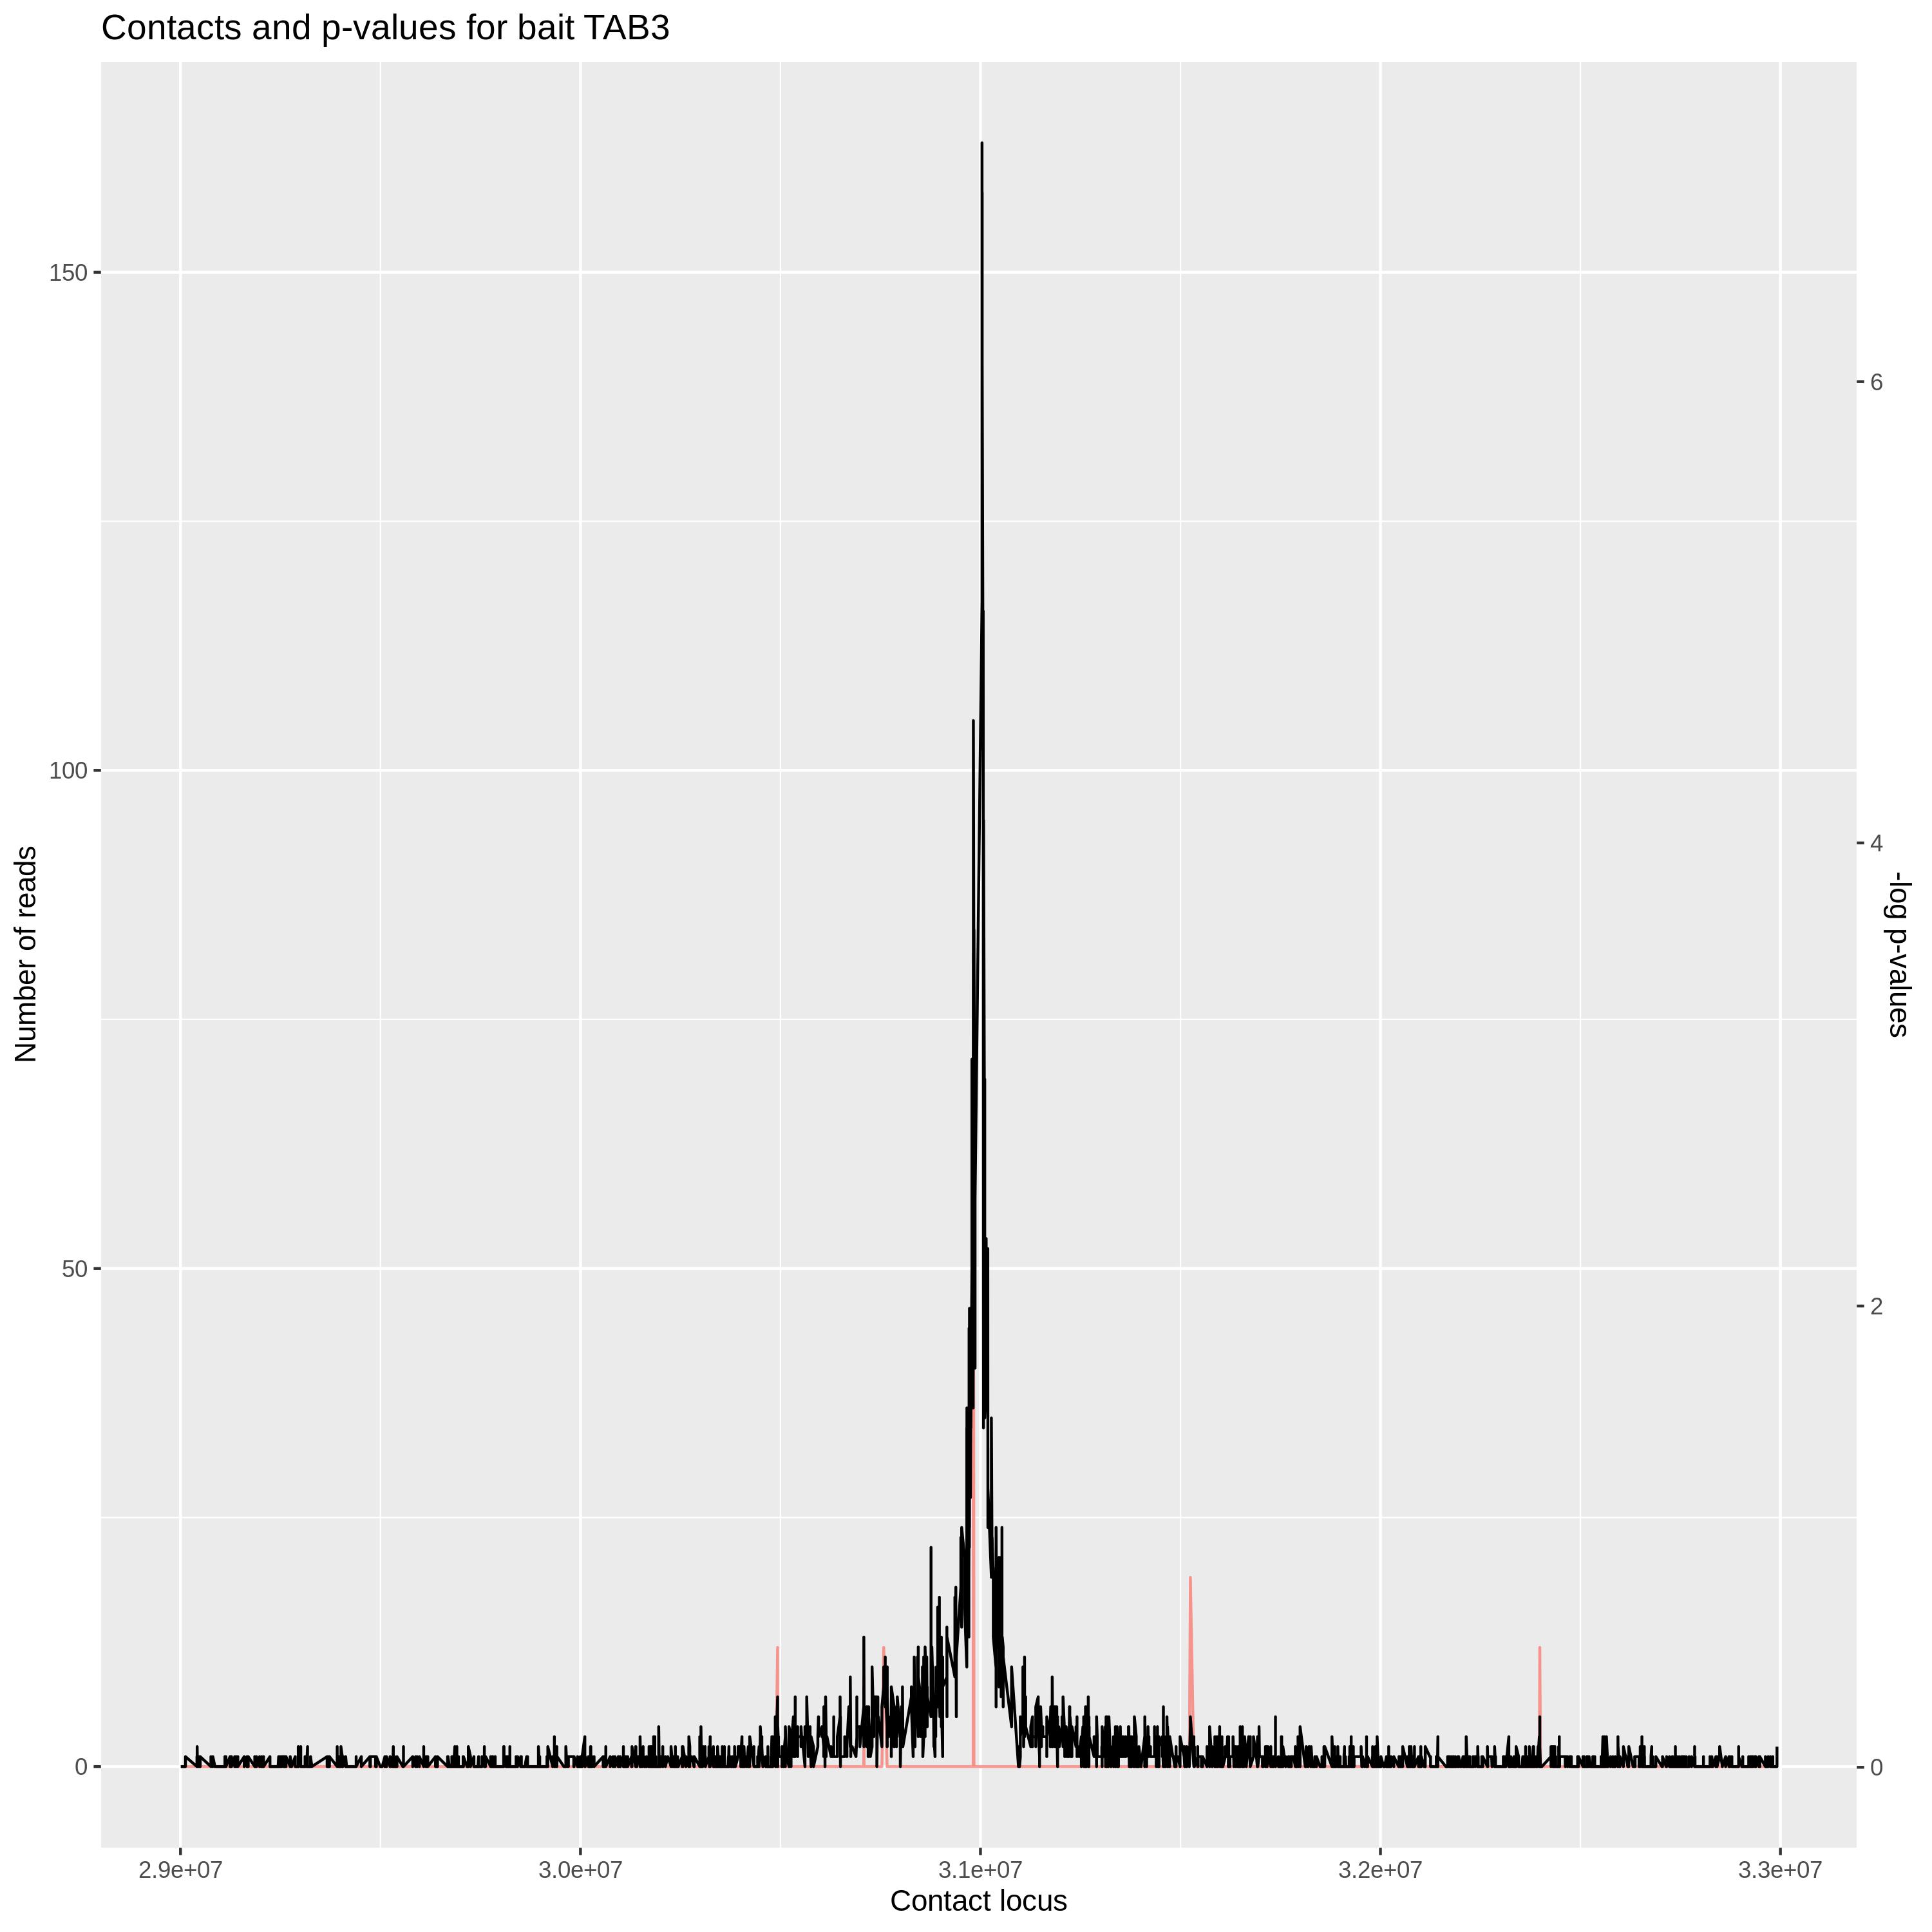 Contacts and p-values for bait TAB3
150
100
50
0
Number of reads
6
4
2
0
-log p-values
2.9e+07
3.0e+07
3.1e+07
3.2e+07
3.3e+07
Contact locus